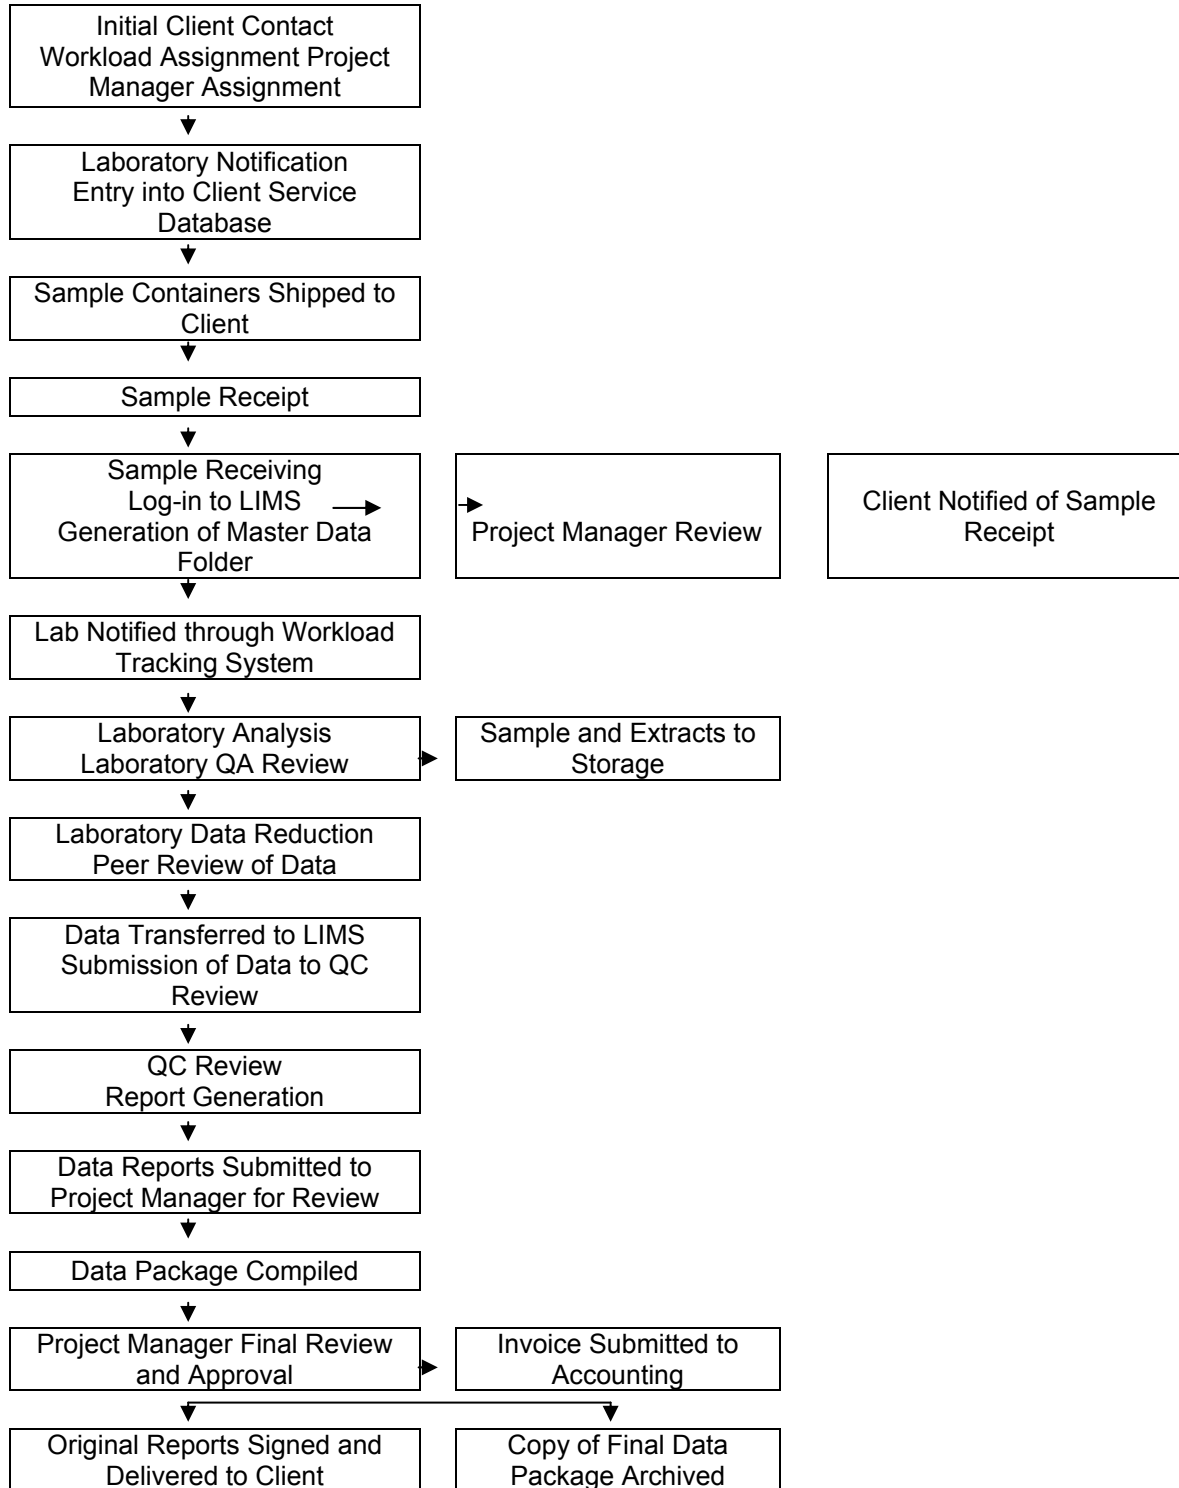 Initial Client Contact
Workload Assignment Project
Manager Assignment
Laboratory Notification
Entry into Client Service
Database
Sample Containers Shipped to
Client
Sample Receipt
Sample Receiving
Log-in to LIMS
Generation of Master Data
Folder
Project Manager Review
Client Notified of Sample
Receipt
Lab Notified through Workload
Tracking System
Laboratory Analysis
Laboratory QA Review
Sample and Extracts to
Storage
Laboratory Data Reduction
Peer Review of Data
Data Transferred to LIMS
Submission of Data to QC
Review
QC Review
Report Generation
Data Reports Submitted to
Project Manager for Review
Data Package Compiled
Project Manager Final Review
and Approval
Invoice Submitted to
Accounting
Original Reports Signed and
Delivered to Client
Copy of Final Data
Package Archived